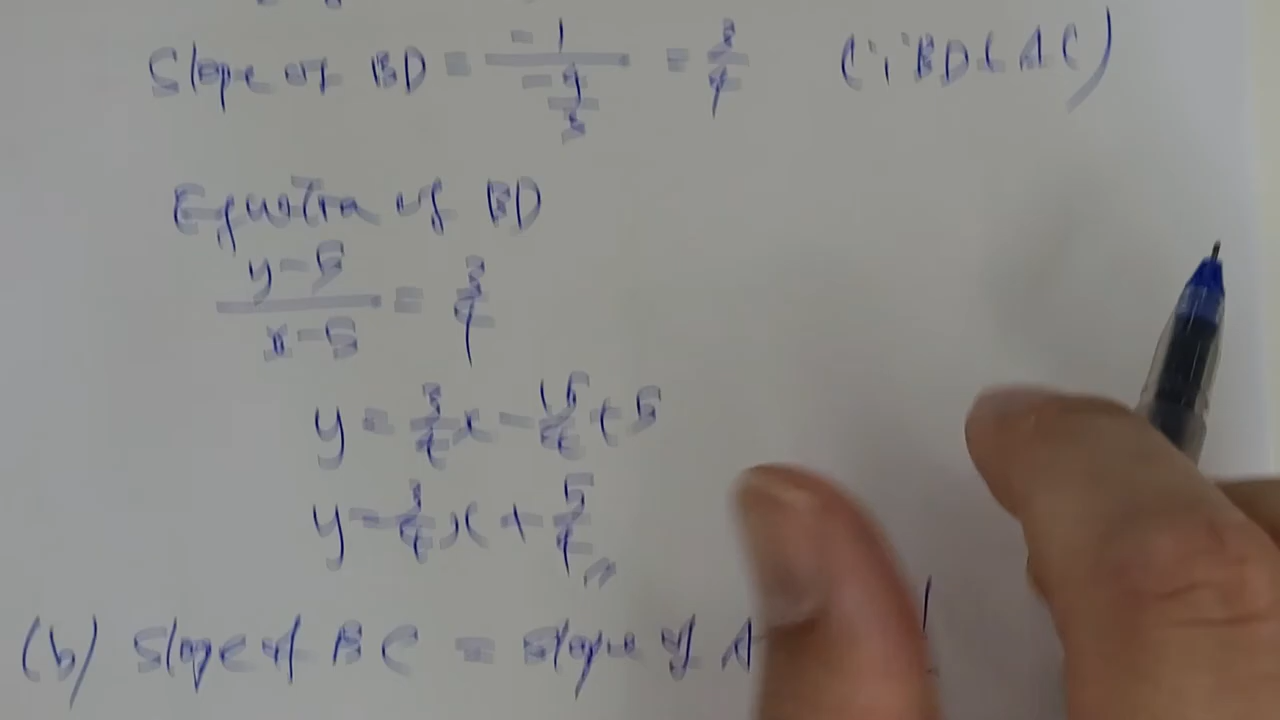 Slope of BD = -1 / -4/3 = 3/4 (∵ BD⊥AC)
Equation of BD
y-5 / x-5 = 3/4
y = 3/4 x - 15/4 + 5
y = 3/4 x + 5/4 //
(b) Slope of BC = slope of A